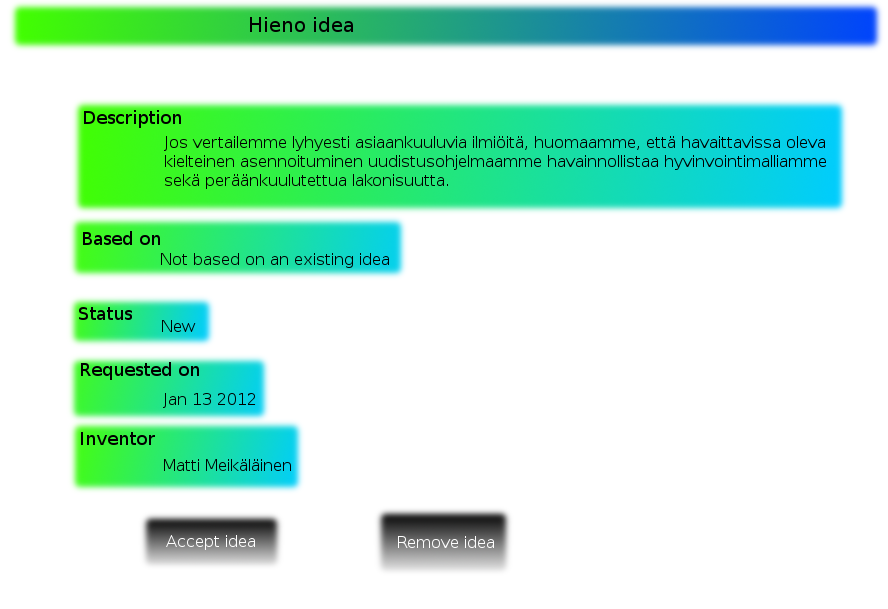 Hieno idea
Description
Jos vertailemme lyhyesti asiaankuuluvia ilmiöitä, huomaamme, että havaittavissa oleva
kielteinen asennoituminen uudistusohjelmaamme havainnollistaa hyvinvointimalliamme
sekä peräänkuulutettua lakonisuutta.
Based on
Not based on an existing idea
Status
New
Requested on
Jan 13 2012
Inventor
Matti Meikäläinen
Accept idea
Remove idea